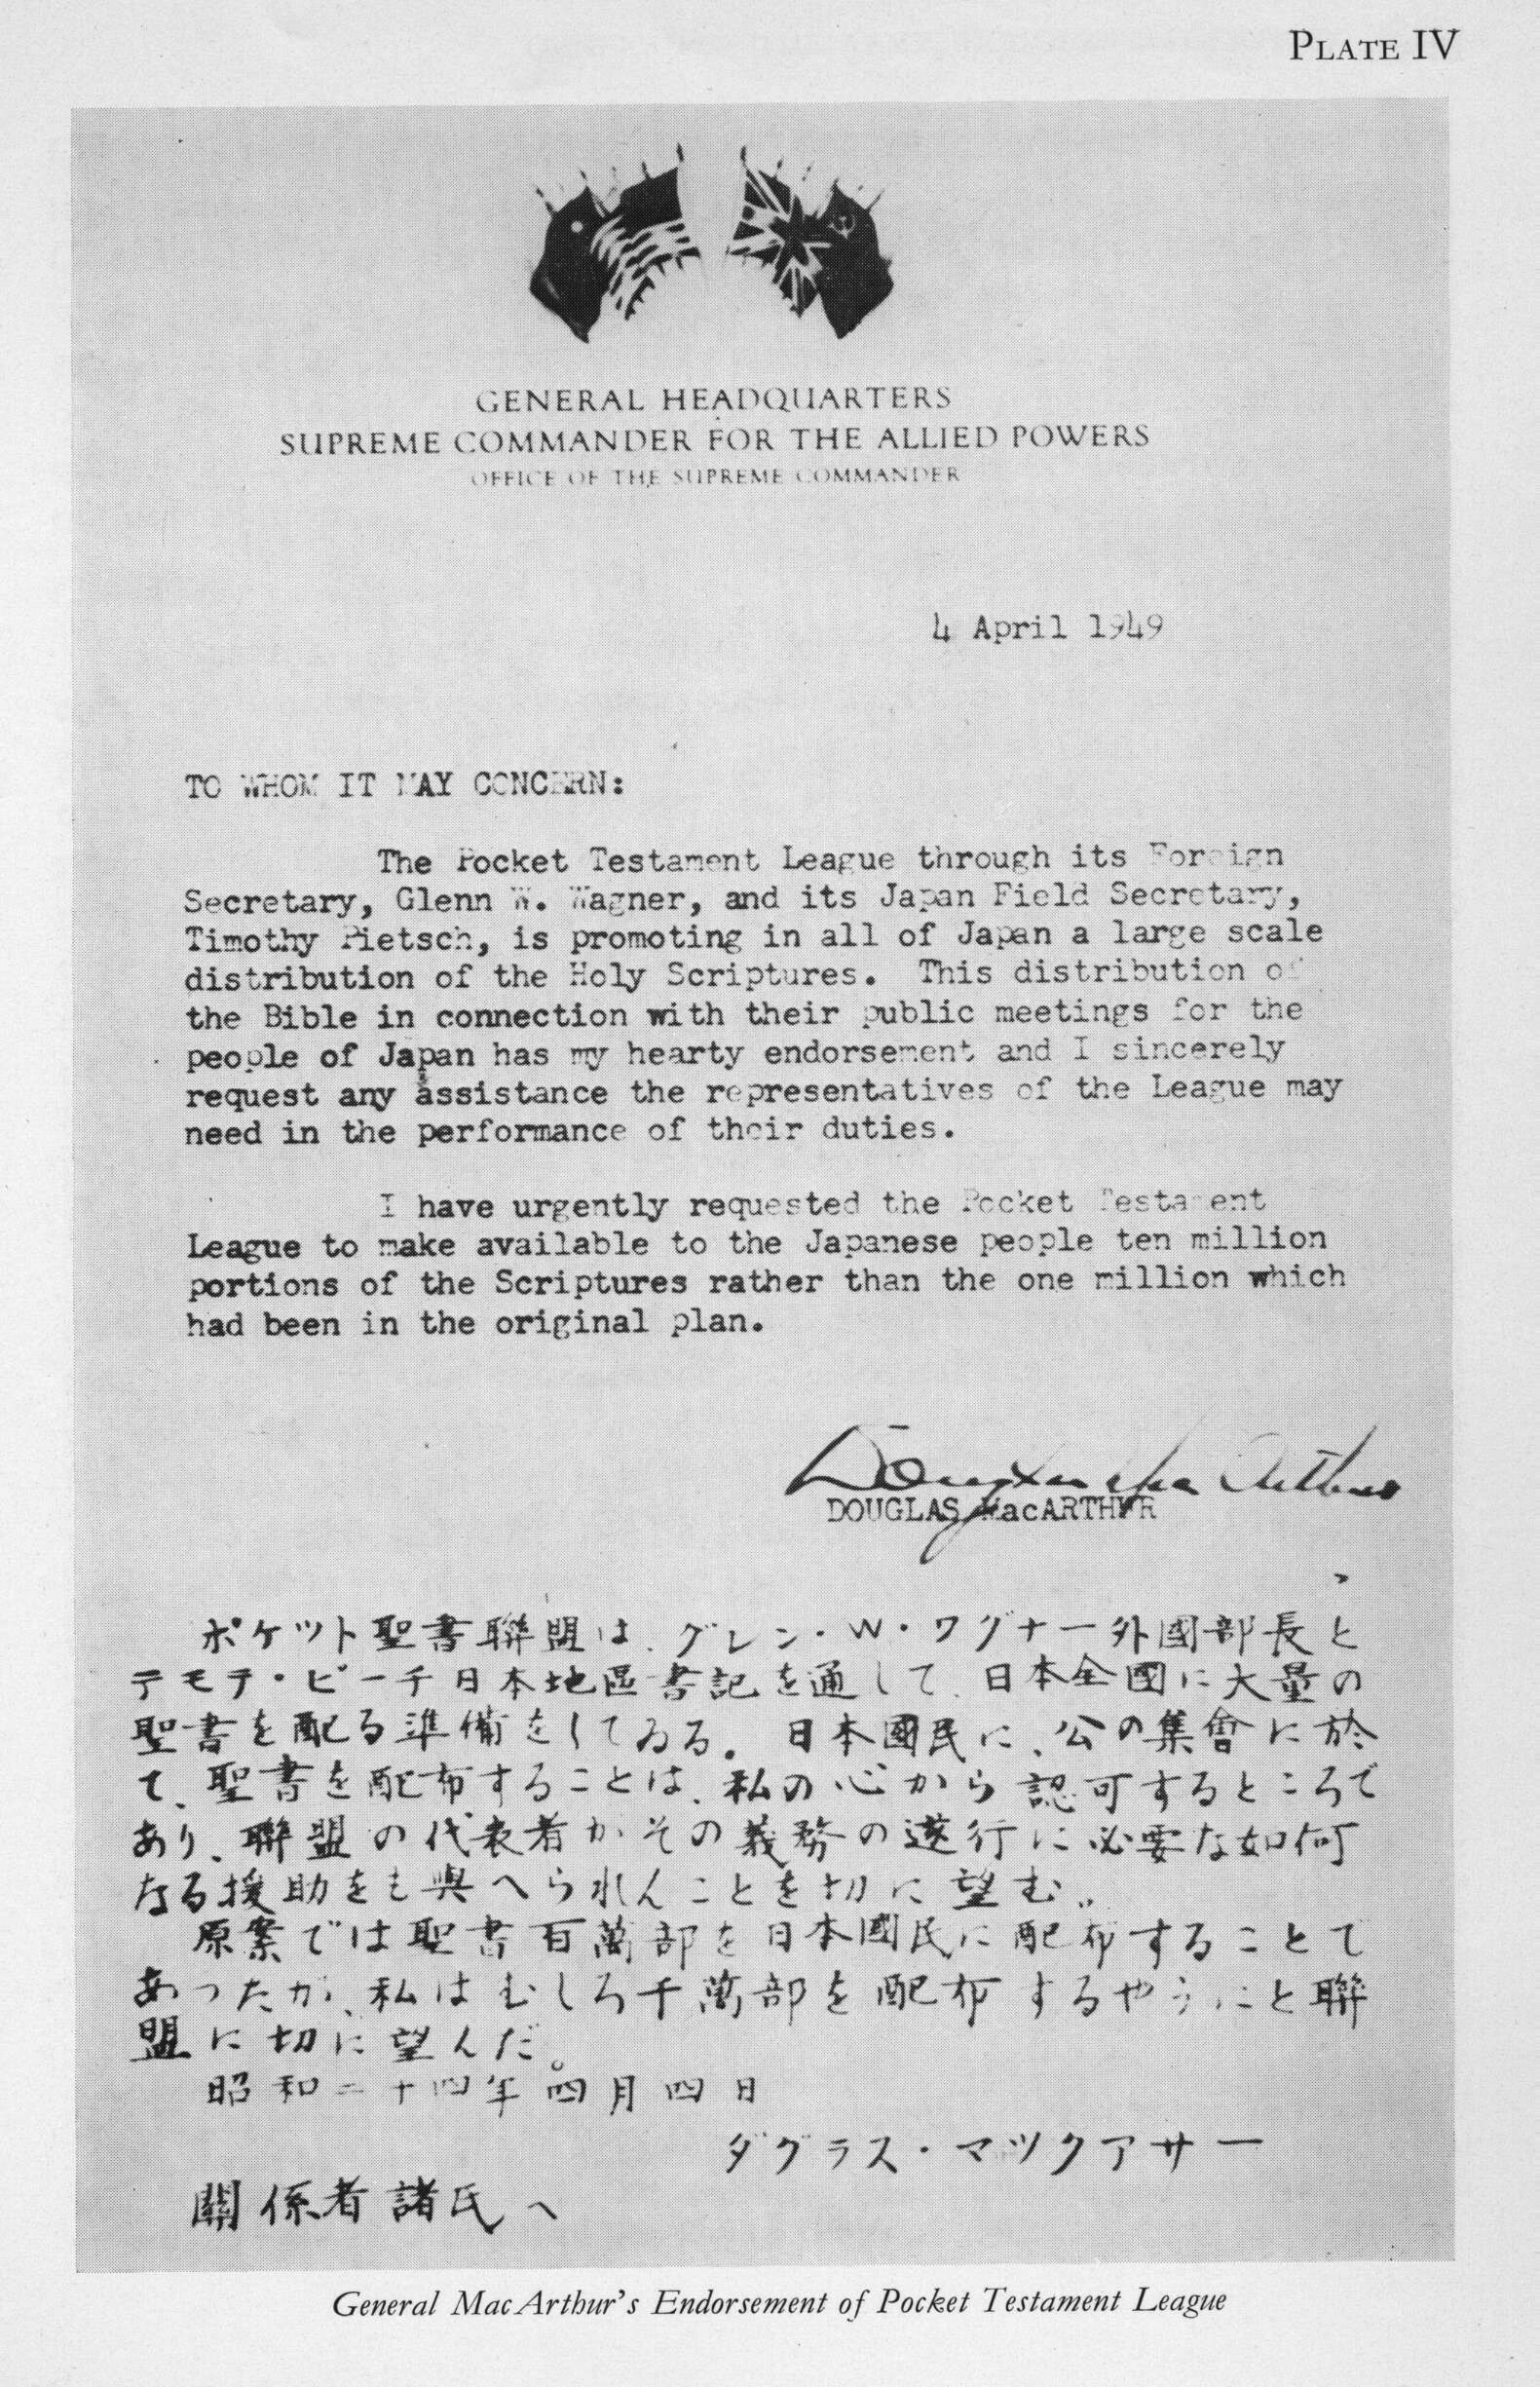 PLATE IV
GENERAL HEADQUARTERS
SUPREME COMMANDER FOR THE ALLIED POWERS
OFFICE OF THE SUPREME COMMANDER
4 April 1949
TO WHOM IT MAY CONCERN:
The Pocket Testament League through its Foreign
Secretary, Glenn W. Wagner, and its Japan Field Secretary,
Timothy Pietsch, is promoting in all of Japan a large scale
distribution of the Holy Scriptures. This distribution of
the Bible in connection with their public meetings for the
people of Japan has my hearty endorsement and I sincerely
request any assistance the representatives of the League may
need in the performance of their duties.
I have urgently requested the Pocket Testament
League to make available to the Japanese people ten million
portions of the Scriptures rather than the one million which
had been in the original plan.
Douglas MacArthur
DOUGLAS MacARTHUR
ポケット聖書聯盟は、グレン・W・ワグナー外國部長と
テモテ・ピーチ日本地區書記を通して、日本全國に大量の
聖書を配る準備をしてゐる。日本國民に、公の集會に於
て、聖書を配布することは、私の心から認可するところで
あり、聯盟の代表者がその義務の遂行に必要な如何
なる援助をも與へられんことを切に望む。
原案では聖書百萬部を日本國民に配布することで
あったが、私はむしろ千萬部を配布するやうにと聯
盟に切に望んだ。
昭和二十四年四月四日
ダグラス・マツクアサー
關係者諸氏へ
General MacArthur's Endorsement of Pocket Testament League